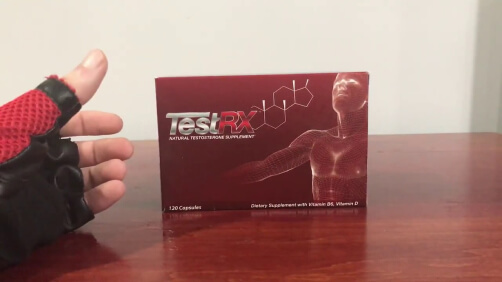 TestRX
NATURAL TESTOSTERONE SUPPLEMENT
120 Capsules
Dietary Supplement with Vitamin B6, Vitamin D